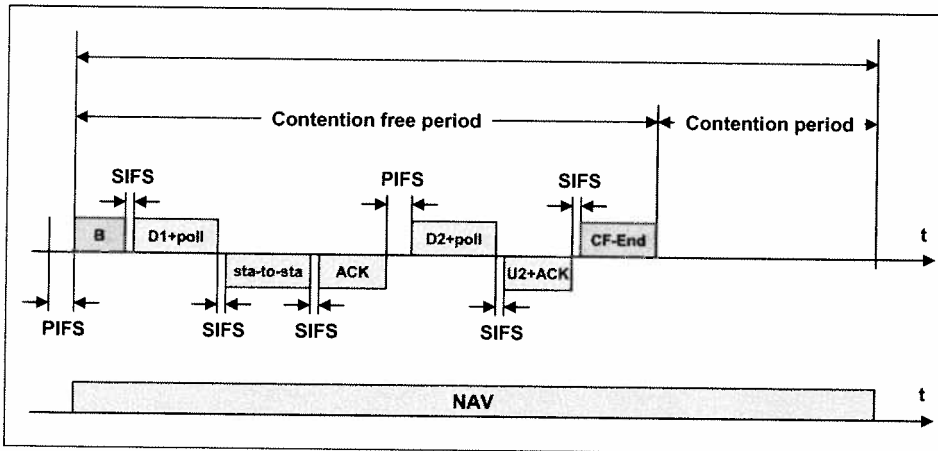 Contention free period
Contention period
SIFS
PIFS
SIFS
B
D1+poll
D2+poll
CF-End
t
sta-to-sta
ACK
U2+ACK
PIFS
SIFS
SIFS
SIFS
NAV
t